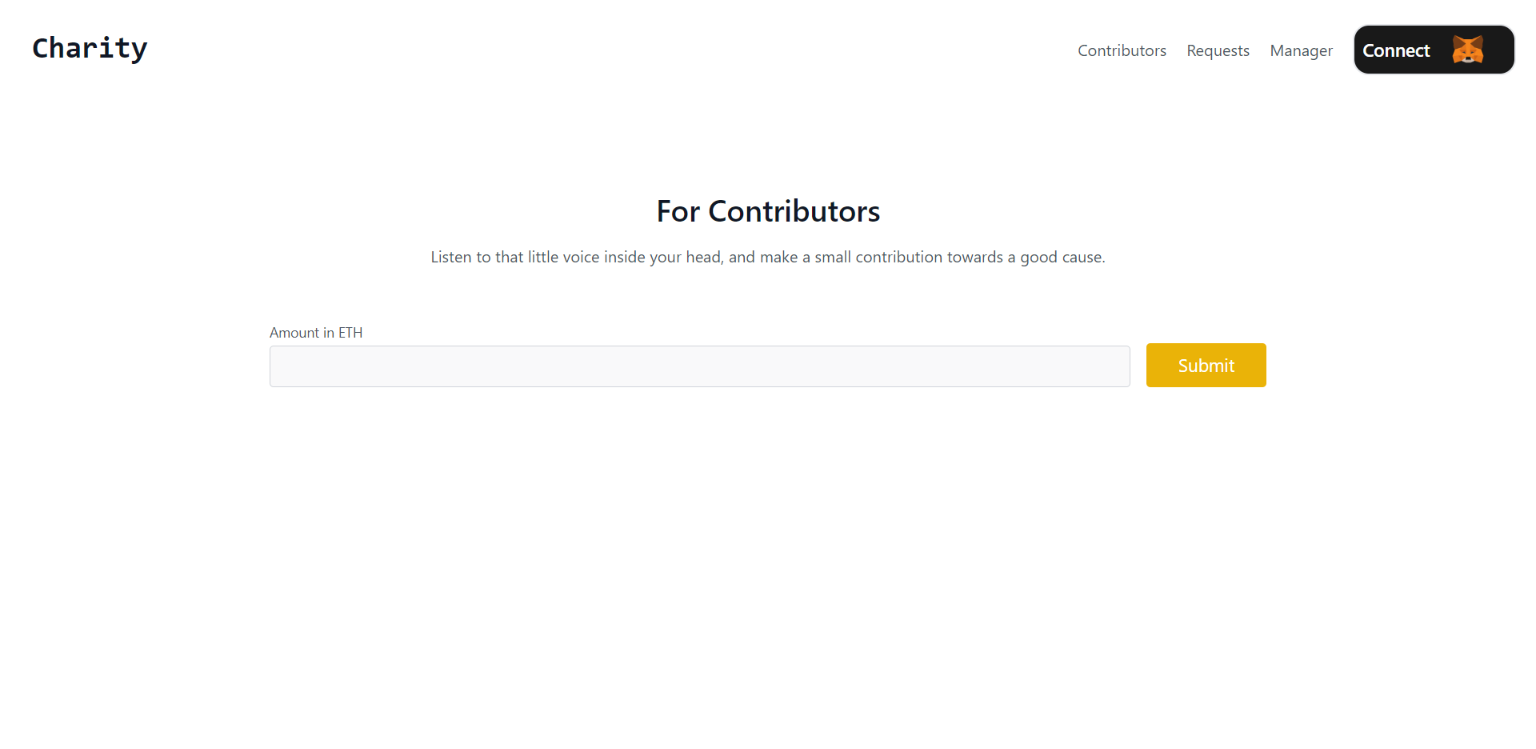 Charity
Contributors Requests Manager Connect
For Contributors
Listen to that little voice inside your head, and make a small contribution towards a good cause.
Amount in ETH
Submit